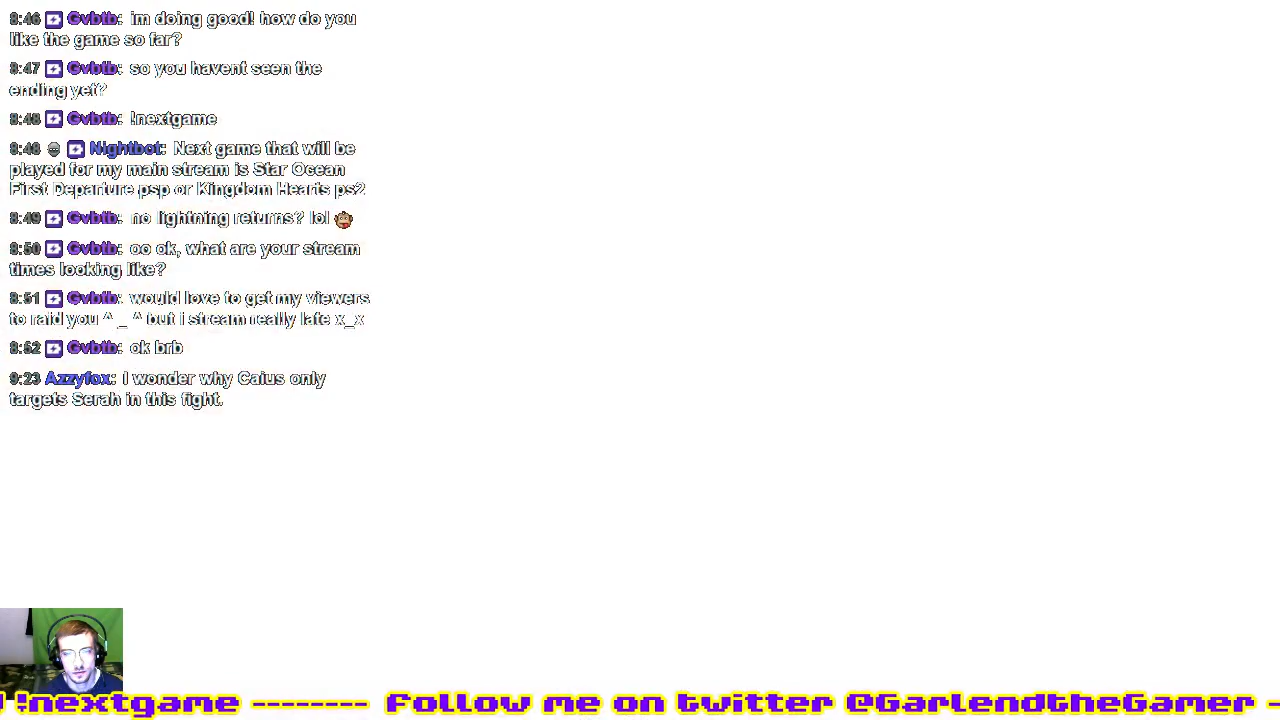 8:46 Gvbtb: im doing good! how do you
like the game so far?
8:47 Gvbtb: so you havent seen the
ending yet?
8:48 Gvbtb: !nextgame
8:48 Nightbot: Next game that will be
played for my main stream is Star Ocean
First Departure psp or Kingdom Hearts ps2
8:49 Gvbtb: no lightning returns? lol
8:50 Gvbtb: oo ok, what are your stream
times looking like?
8:51 Gvbtb: would love to get my viewers
to raid you ^ _ ^ but i stream really late x_x
8:52 Gvbtb: ok brb
9:23 Azzyfox: I wonder why Caius only
targets Serah in this fight.
!nextgame -------- follow me on twitter @GarlendtheGamer -